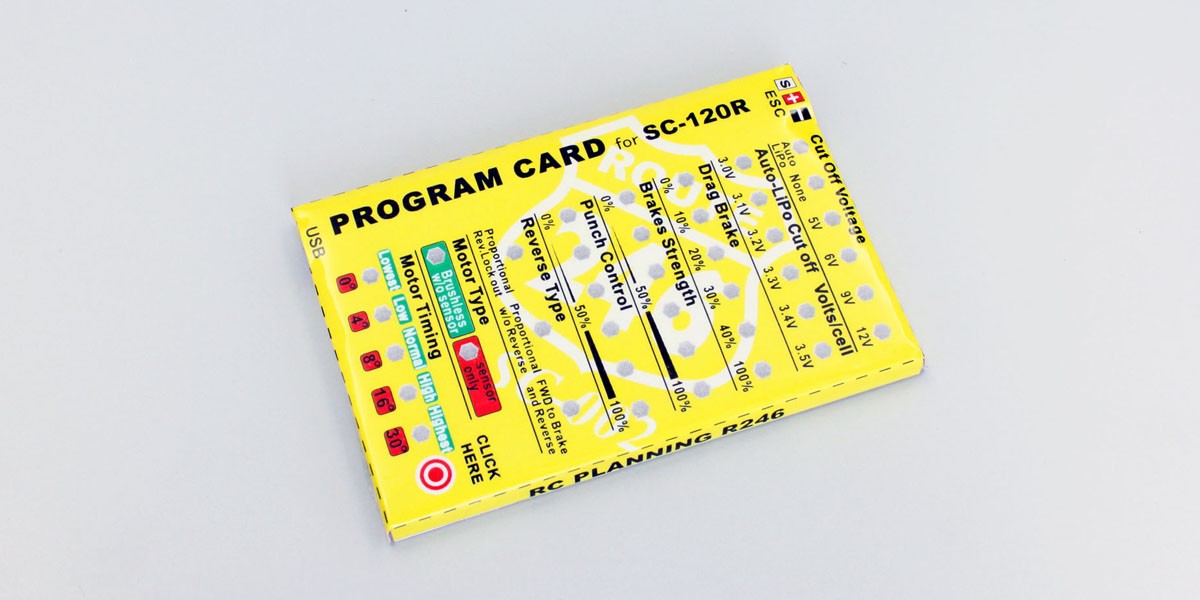 PROGRAM CARD for SC-120R
S
ESC
USB
Cut Off Voltage
Auto LiPo None 5V 6V 9V 12V
Auto-LiPo Cut off Volts/cell
3.0V 3.1V 3.2V 3.3V 3.4V 3.5V
Drag Brake
0% 10% 20% 30% 40% 100%
Brakes Strength
0% 50% 100%
Punch Control
0% 50% 100%
Reverse Type
Proportional Rev.Lock out
Proportional w/o Reverse
FWD to Brake and Reverse
Motor Type
Brushless w/o sensor
sensor only
Motor Timing
Lowest Low Normal High Highest
0° 4° 8° 16° 30°
CLICK
HERE
RC PLANNING R246